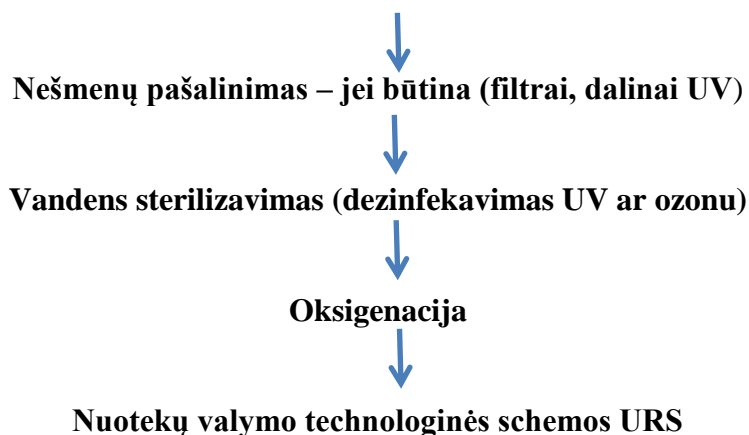 Nešmenų pašalinimas – jei būtina (filtrai, dalinai UV)
Vandens sterilizavimas (dezinfekavimas UV ar ozonu)
Oksigenacija
Nuotekų valymo technologinės schemos URS